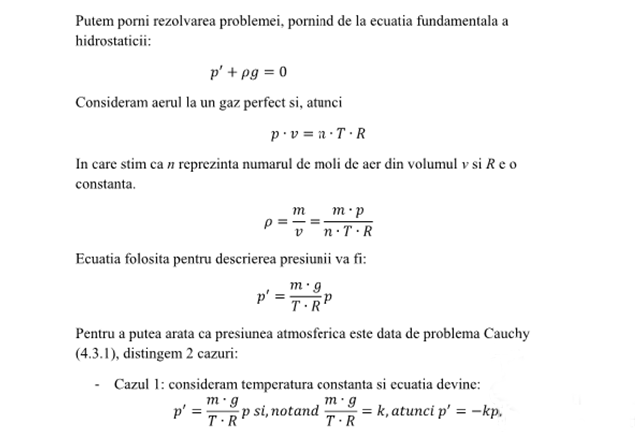 Putem porni rezolvarea problemei, pornind de la ecuatia fundamentala a
hidrostaticii:
p′ + ρg = 0
Consideram aerul la un gaz perfect si, atunci
p · v = n · T · R
In care stim ca n reprezinta numarul de moli de aer din volumul v si R e o
constanta.
ρ = m/v = (m · p)/(n · T · R)
Ecuatia folosita pentru descrierea presiunii va fi:
p′ = (m · g)/(T · R) p
Pentru a putea arata ca presiunea atmosferica este data de problema Cauchy
(4.3.1), distingem 2 cazuri:
- Cazul 1: consideram temperatura constanta si ecuatia devine:
p′ = (m · g)/(T · R) p si, notand (m · g)/(T · R) = k, atunci p′ = −kp.